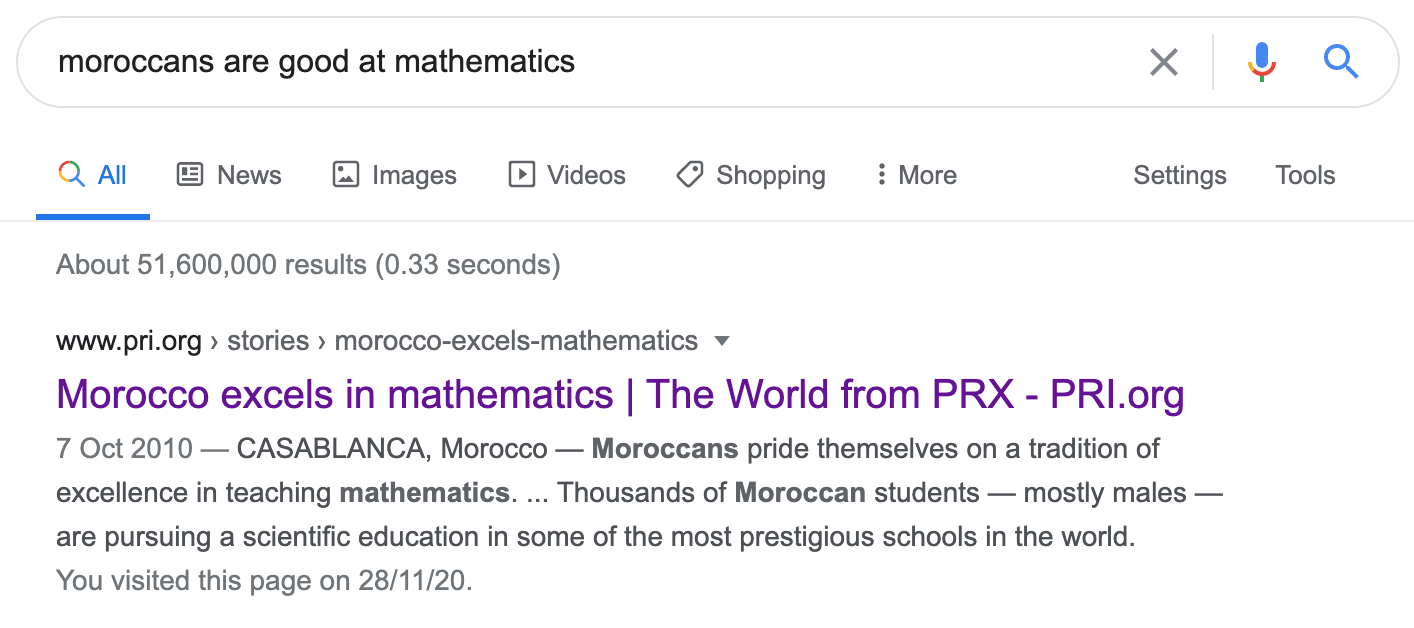 moroccans are good at mathematics
All News Images Videos Shopping More Settings Tools
About 51,600,000 results (0.33 seconds)
www.pri.org › stories › morocco-excels-mathematics
Morocco excels in mathematics | The World from PRX - PRI.org
7 Oct 2010 — CASABLANCA, Morocco — Moroccans pride themselves on a tradition of
excellence in teaching mathematics. ... Thousands of Moroccan students — mostly males —
are pursuing a scientific education in some of the most prestigious schools in the world.
You visited this page on 28/11/20.